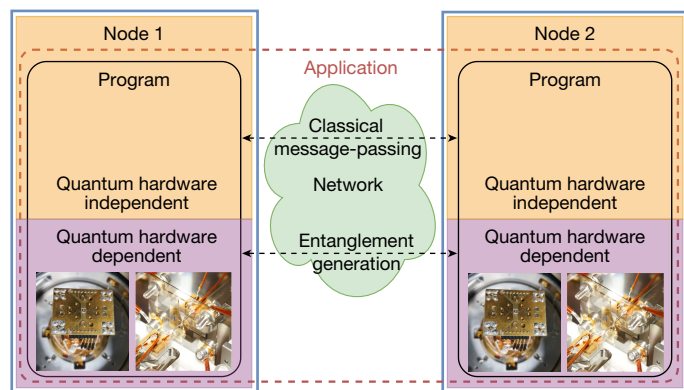 Node 1
Node 2
Application
Program
Program
Classical
message-passing
Network
Quantum hardware
independent
Quantum hardware
independent
Quantum hardware
dependent
Entanglement
generation
Quantum hardware
dependent